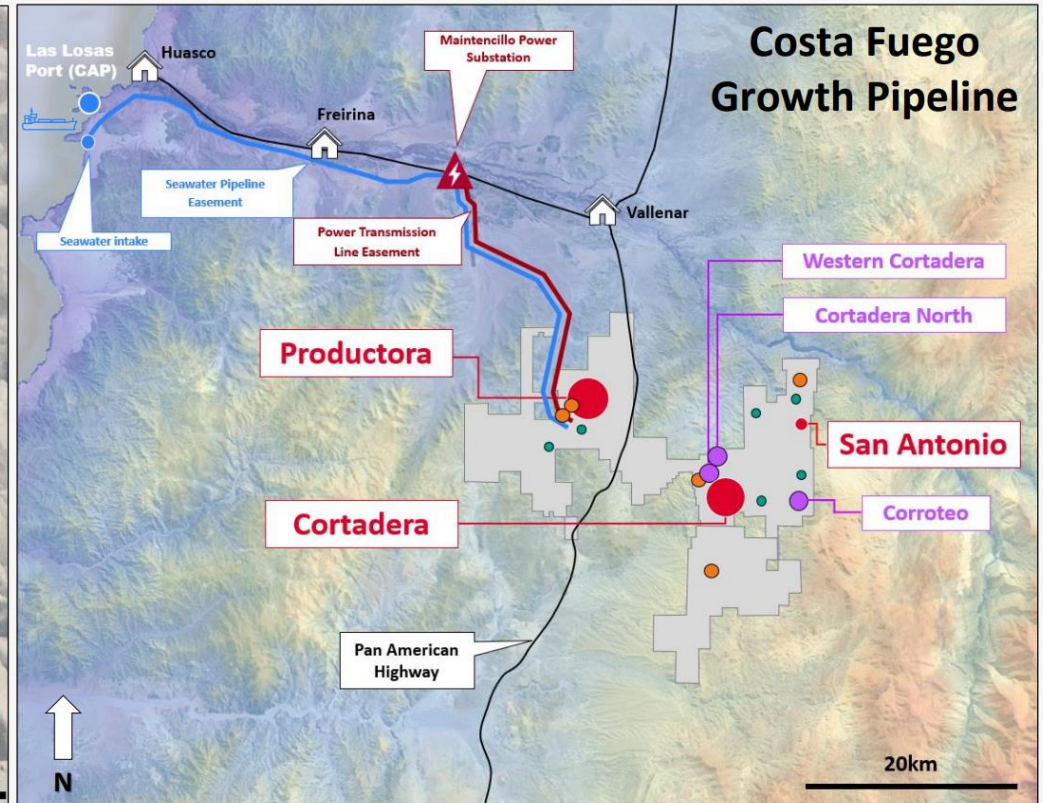 Costa Fuego
Growth Pipeline
Las Losas
Port (CAP)
Huasco
Maintencillo Power
Substation
Freirina
Seawater Pipeline
Easement
Vallenar
Seawater intake
Power Transmission
Line Easement
Western Cortadera
Cortadera North
Productora
San Antonio
Cortadera
Corroteo
Pan American
Highway
20km
N